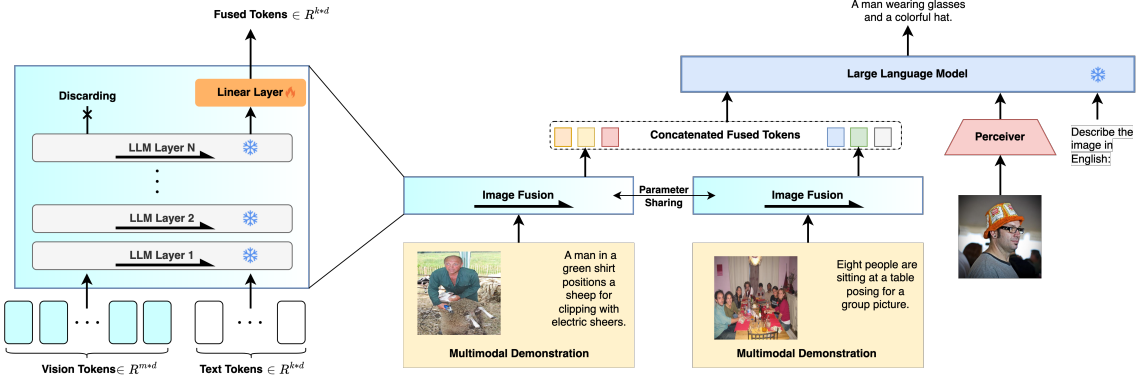 Fused Tokens ∈ R^{k*d}
Discarding
Linear Layer
LLM Layer N
LLM Layer 2
LLM Layer 1
Vision Tokens ∈ R^{m*d}
Text Tokens ∈ R^{k*d}
A man wearing glasses
and a colorful hat.
Large Language Model
Concatenated Fused Tokens
Perceiver
Describe the
image in
English:
Image Fusion
Parameter
Sharing
Image Fusion
A man in a
green shirt
positions a
sheep for
clipping with
electric sheers.
Multimodal Demonstration
Eight people are
sitting at a table
posing for a
group picture.
Multimodal Demonstration